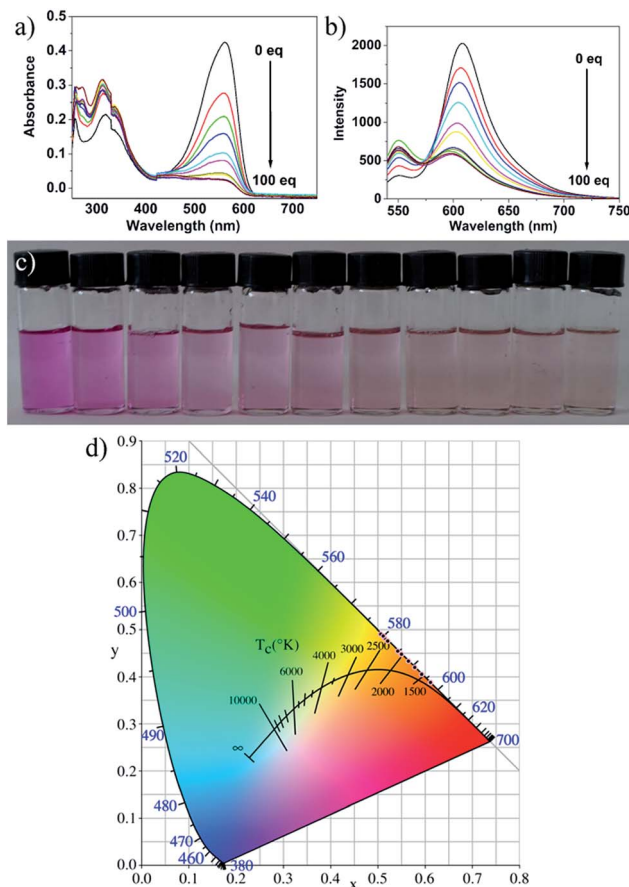 a)
0.5
0.4
0.3
0.2
0.1
0.0
Absorbance
0 eq
100 eq
300 400 500 600 700
Wavelength (nm)
b)
2000
1500
1000
500
0
Intensity
0 eq
100 eq
550 600 650 700 750
Wavelength (nm)
c)
d)
0.9
0.8
0.7
0.6
0.5
0.4
0.3
0.2
0.1
0.0
y
520
540
560
580
600
620
700
500
490
480
470
460
380
Tc(°K)
∞
10000
6000
4000
3000
2500
2000
1500
0.0 0.1 0.2 0.3 0.4 0.5 0.6 0.7 0.8
x